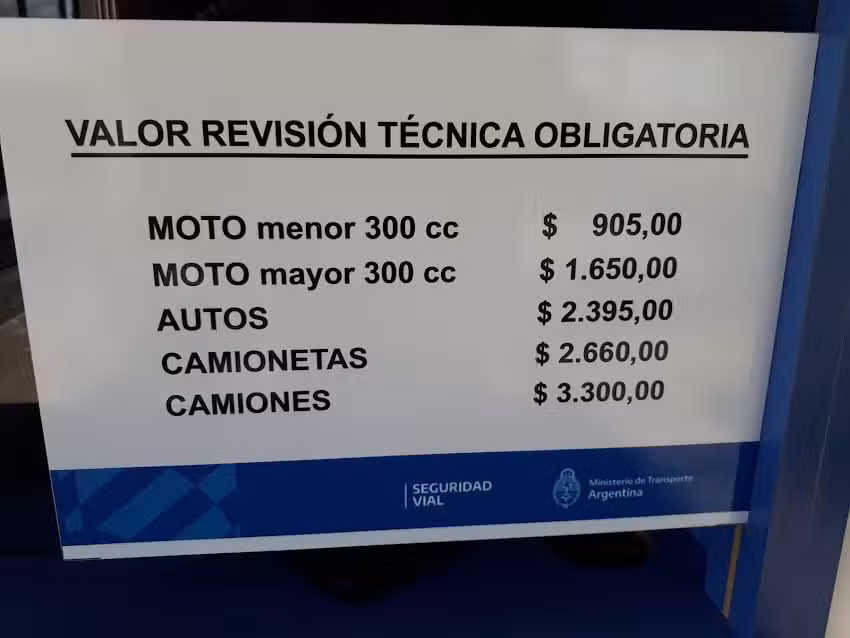 VALOR REVISIÓN TÉCNICA OBLIGATORIA
MOTO menor 300 cc $ 905,00
MOTO mayor 300 cc $ 1.650,00
AUTOS $ 2.395,00
CAMIONETAS $ 2.660,00
CAMIONES $ 3.300,00
SEGURIDAD
VIAL
Ministerio de Transporte
Argentina